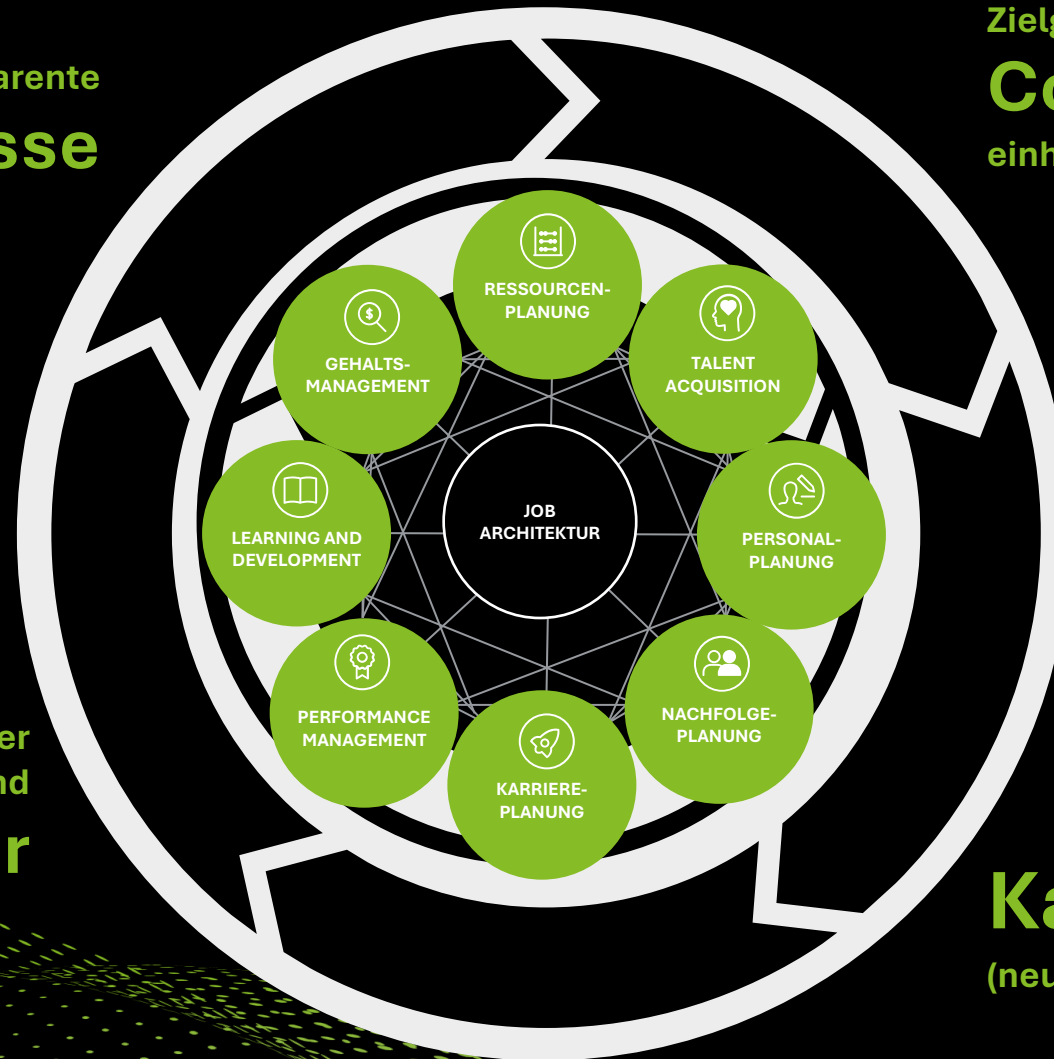 arente
sse
Zielg
Co
einh
RESSOURCEN-
PLANUNG
TALENT
ACQUISITION
GEHALTS-
MANAGEMENT
$
JOB
ARCHITEKTUR
LEARNING AND
DEVELOPMENT
PERSONAL-
PLANUNG
PERFORMANCE
MANAGEMENT
NACHFOLGE-
PLANUNG
KARRIERE-
PLANUNG
er
nd
r
Ka
(neu